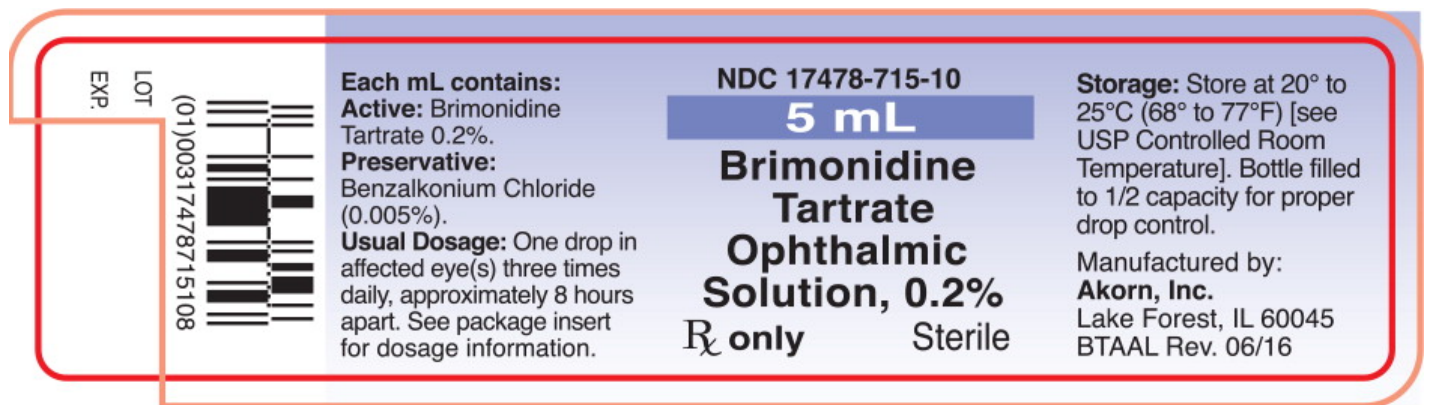 LOT
EXP.
(01)00317478715108
Each mL contains:
Active: Brimonidine
Tartrate 0.2%.
Preservative:
Benzalkonium Chloride
(0.005%).
Usual Dosage: One drop in
affected eye(s) three times
daily, approximately 8 hours
apart. See package insert
for dosage information.
NDC 17478-715-10
5 mL
Brimonidine
Tartrate
Ophthalmic
Solution, 0.2%
Rx only Sterile
Storage: Store at 20° to
25°C (68° to 77°F) [see
USP Controlled Room
Temperature]. Bottle filled
to 1/2 capacity for proper
drop control.
Manufactured by:
Akorn, Inc.
Lake Forest, IL 60045
BTAAL Rev. 06/16